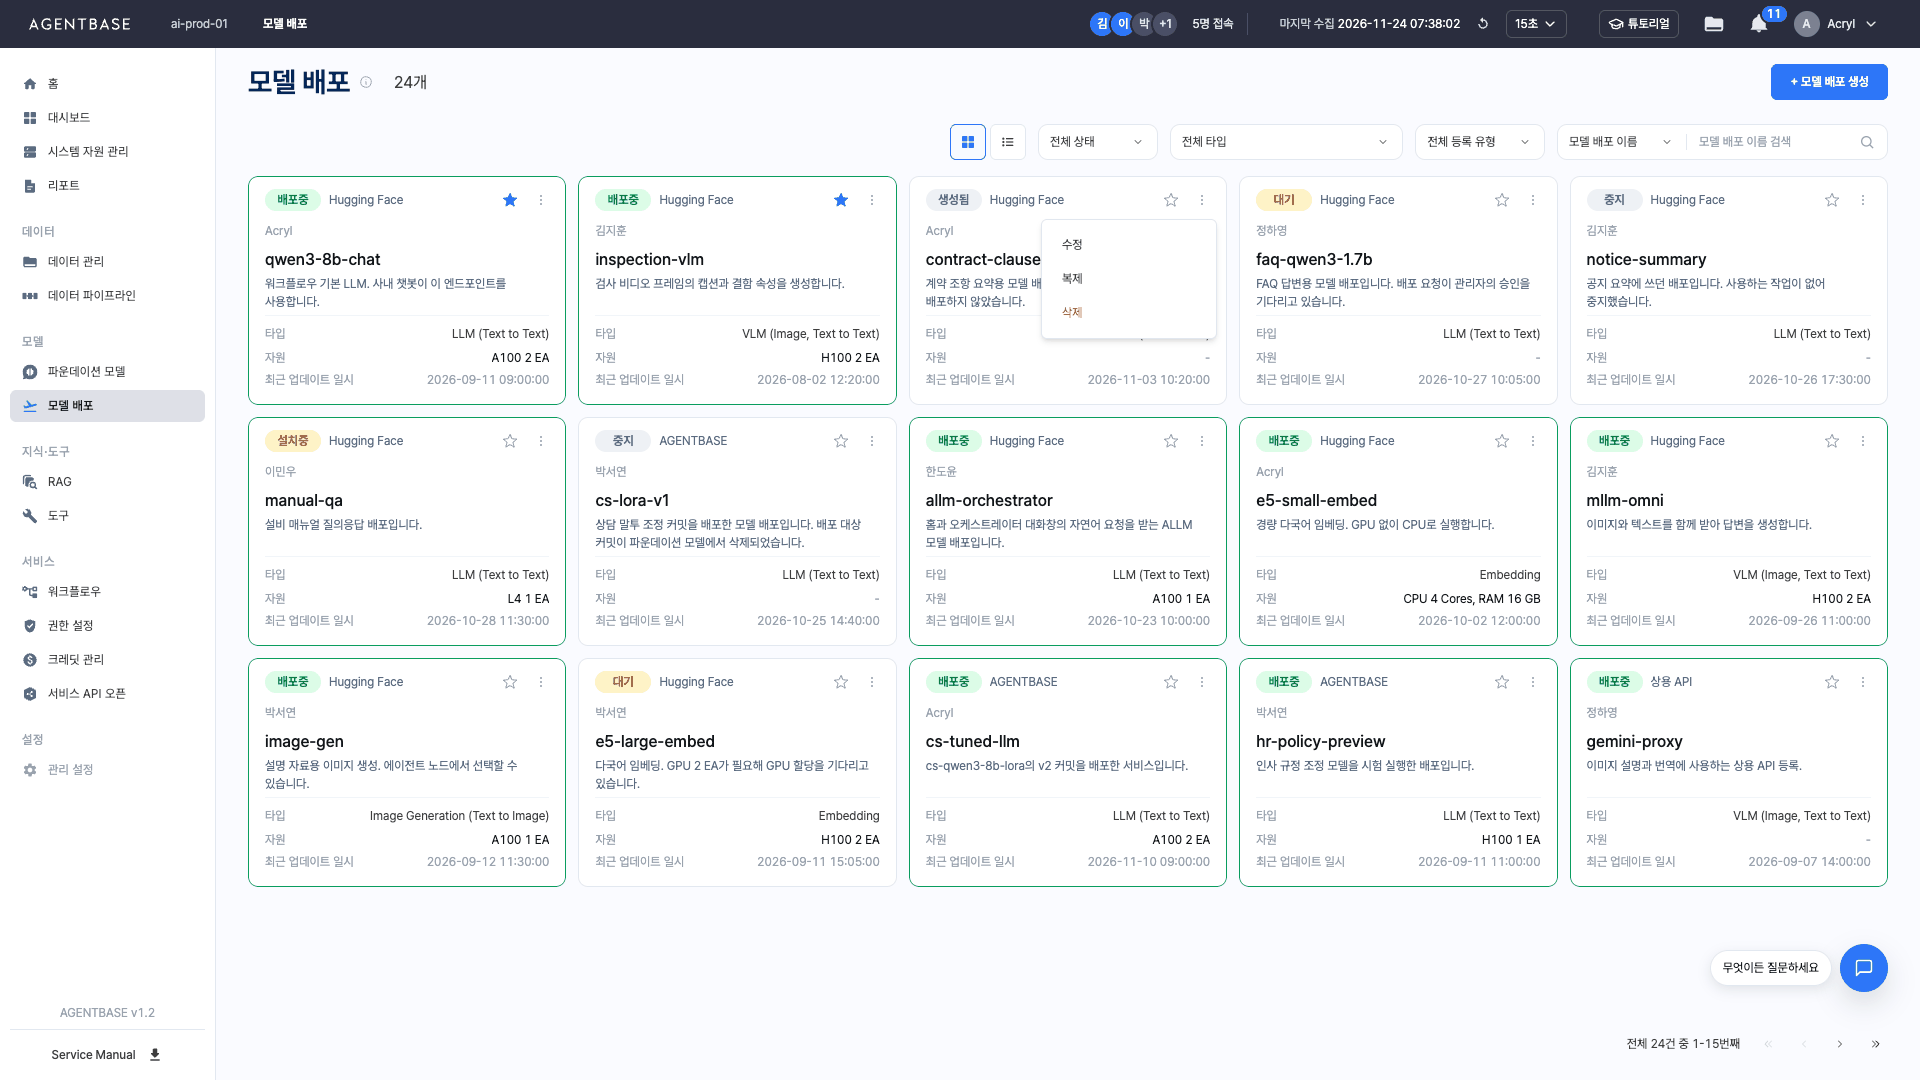 AGENTBASE
ai-prod-01
모델 배포
김 이 박 +1
5명 접속
마지막 수집 2026-11-24 07:38:02
15초
튜토리얼
11
A
Acryl
홈
대시보드
시스템 자원 관리
리포트
데이터
데이터 관리
데이터 파이프라인
모델
파운데이션 모델
모델 배포
지식·도구
RAG
도구
서비스
워크플로우
권한 설정
크레딧 관리
서비스 API 오픈
설정
관리 설정
AGENTBASE v1.2
Service Manual
모델 배포
24개
+ 모델 배포 생성
전체 상태
전체 타입
전체 등록 유형
모델 배포 이름
모델 배포 이름 검색
배포중 Hugging Face
Acryl
qwen3-8b-chat
워크플로우 기본 LLM. 사내 챗봇이 이 엔드포인트를
사용합니다.
타입 LLM (Text to Text)
자원 A100 2 EA
최근 업데이트 일시 2026-09-11 09:00:00
배포중 Hugging Face
김지훈
inspection-vlm
검사 비디오 프레임의 캡션과 결함 속성을 생성합니다.
타입 VLM (Image, Text to Text)
자원 H100 2 EA
최근 업데이트 일시 2026-08-02 12:20:00
생성됨 Hugging Face
Acryl
contract-clause
계약 조항 요약용 모델 배
배포하지 않았습니다.
타입
자원 -
최근 업데이트 일시 2026-11-03 10:20:00
수정
복제
삭제
대기 Hugging Face
정하영
faq-qwen3-1.7b
FAQ 답변용 모델 배포입니다. 배포 요청이 관리자의 승인을
기다리고 있습니다.
타입 LLM (Text to Text)
자원 -
최근 업데이트 일시 2026-10-27 10:05:00
중지 Hugging Face
김지훈
notice-summary
공지 요약에 쓰던 배포입니다. 사용하는 작업이 없어
중지했습니다.
타입 LLM (Text to Text)
자원 -
최근 업데이트 일시 2026-10-26 17:30:00
설치중 Hugging Face
이민우
manual-qa
설비 매뉴얼 질의응답 배포입니다.
타입 LLM (Text to Text)
자원 L4 1 EA
최근 업데이트 일시 2026-10-28 11:30:00
중지 AGENTBASE
박서연
cs-lora-v1
상담 말투 조정 커밋을 배포한 모델 배포입니다. 배포 대상
커밋이 파운데이션 모델에서 삭제되었습니다.
타입 LLM (Text to Text)
자원 -
최근 업데이트 일시 2026-10-25 14:40:00
배포중 Hugging Face
한도윤
allm-orchestrator
홈과 오케스트레이터 대화창의 자연어 요청을 받는 ALLM
모델 배포입니다.
타입 LLM (Text to Text)
자원 A100 1 EA
최근 업데이트 일시 2026-10-23 10:00:00
배포중 Hugging Face
Acryl
e5-small-embed
경량 다국어 임베딩. GPU 없이 CPU로 실행합니다.
타입 Embedding
자원 CPU 4 Cores, RAM 16 GB
최근 업데이트 일시 2026-10-02 12:00:00
배포중 Hugging Face
김지훈
mllm-omni
이미지와 텍스트를 함께 받아 답변을 생성합니다.
타입 VLM (Image, Text to Text)
자원 H100 2 EA
최근 업데이트 일시 2026-09-26 11:00:00
배포중 Hugging Face
박서연
image-gen
설명 자료용 이미지 생성. 에이전트 노드에서 선택할 수
있습니다.
타입 Image Generation (Text to Image)
자원 A100 1 EA
최근 업데이트 일시 2026-09-12 11:30:00
대기 Hugging Face
박서연
e5-large-embed
다국어 임베딩. GPU 2 EA가 필요해 GPU 할당을 기다리고
있습니다.
타입 Embedding
자원 H100 2 EA
최근 업데이트 일시 2026-09-11 15:05:00
배포중 AGENTBASE
Acryl
cs-tuned-llm
cs-qwen3-8b-lora의 v2 커밋을 배포한 서비스입니다.
타입 LLM (Text to Text)
자원 A100 2 EA
최근 업데이트 일시 2026-11-10 09:00:00
배포중 AGENTBASE
박서연
hr-policy-preview
인사 규정 조정 모델을 시험 실행한 배포입니다.
타입 LLM (Text to Text)
자원 H100 1 EA
최근 업데이트 일시 2026-09-11 11:00:00
배포중 상용 API
정하영
gemini-proxy
이미지 설명과 번역에 사용하는 상용 API 등록.
타입 VLM (Image, Text to Text)
자원 -
최근 업데이트 일시 2026-09-07 14:00:00
무엇이든 질문하세요
전체 24건 중 1-15번째